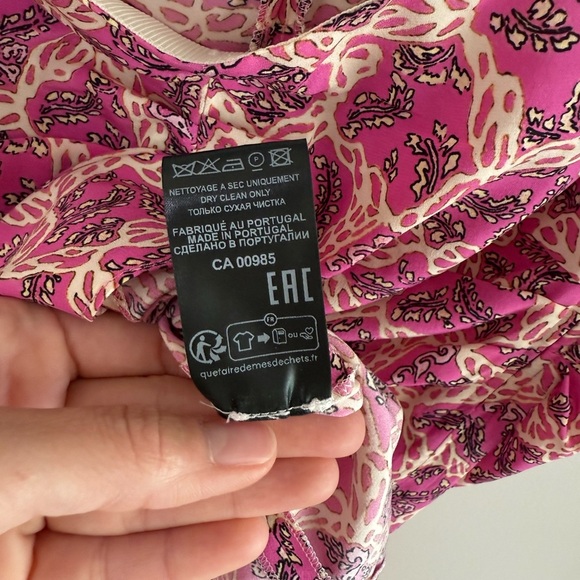 P
NETTOYAGE A SEC UNIQUEMENT
DRY CLEAN ONLY
ТОЛЬКО СУХАЯ ЧИСТКА
FABRIQUÉ AU PORTUGAL
MADE IN PORTUGAL
СДЕЛАНО В ПОРТУГАЛИИ
CA 00985
EAC
FR
OU
quefairedemesdechets.fr